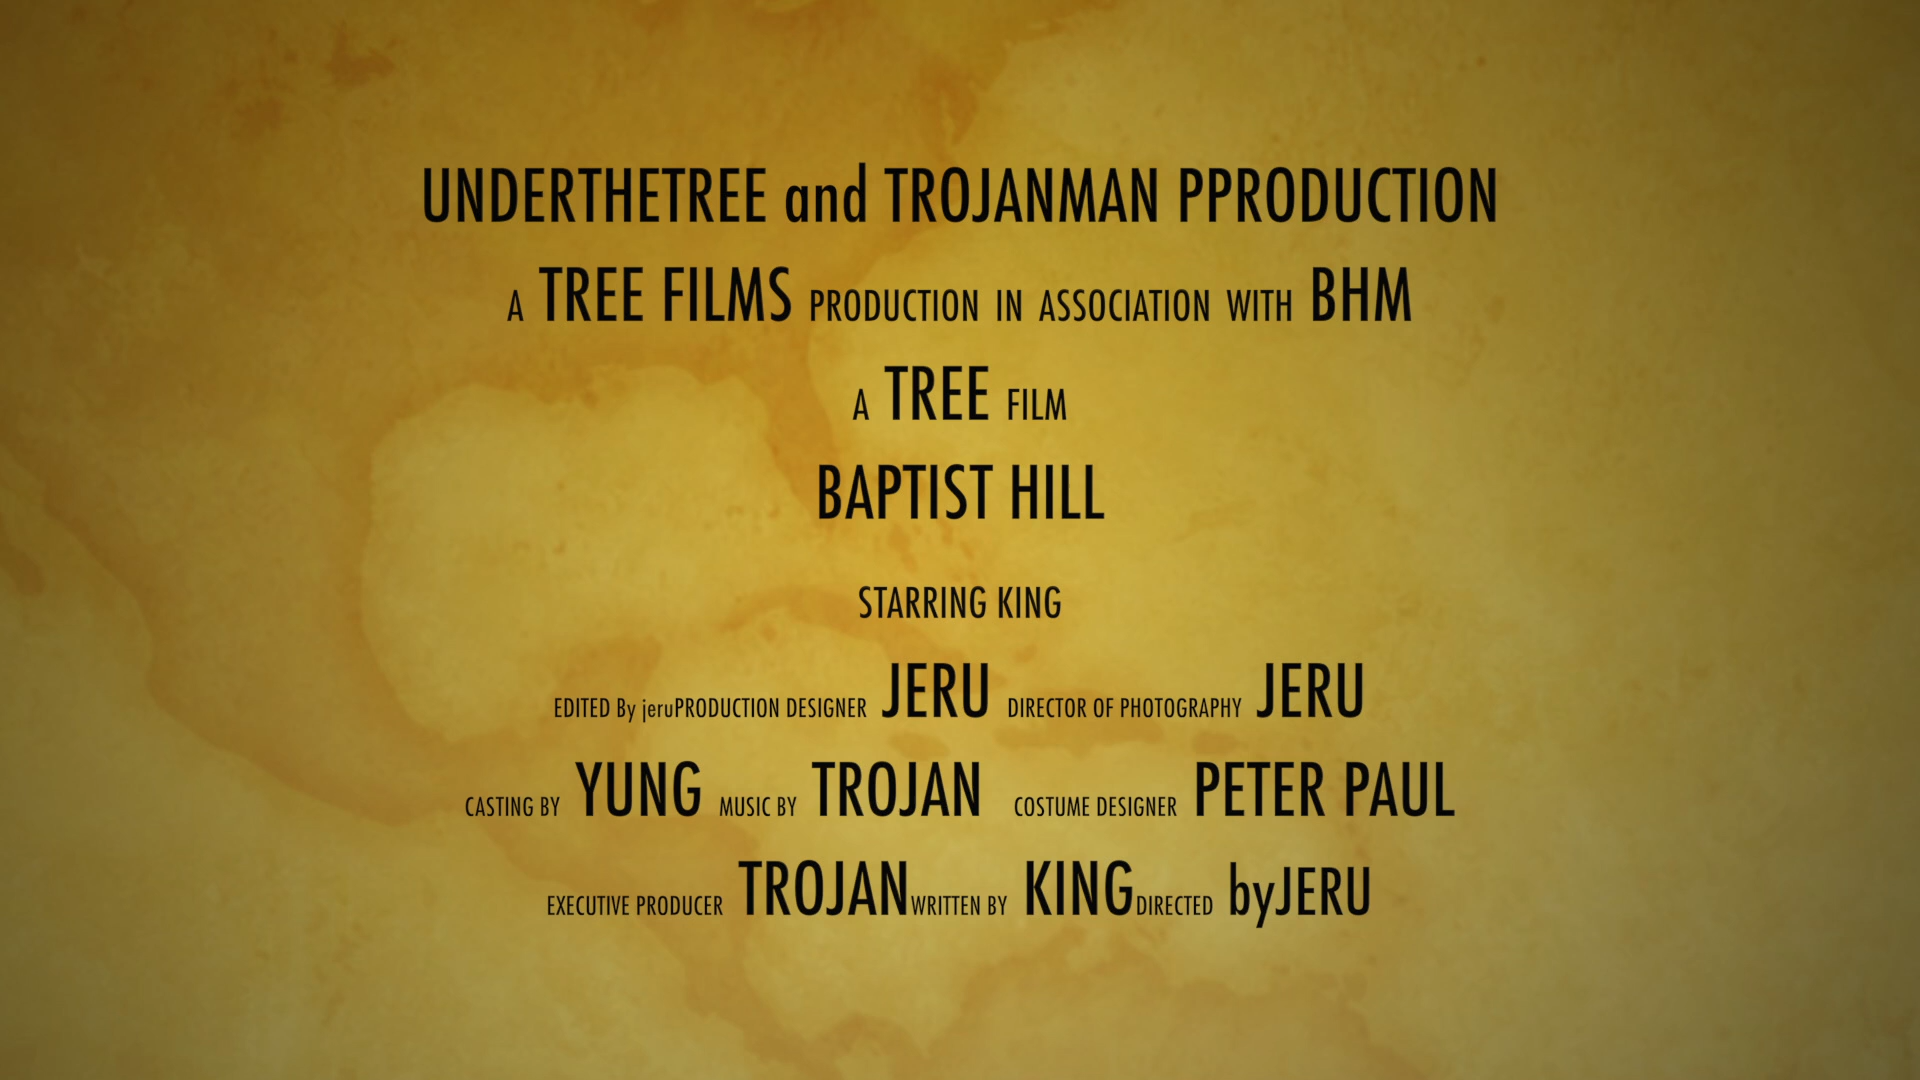 UNDERTHETREE and TROJANMAN PPRODUCTION
A TREE FILMS PRODUCTION IN ASSOCIATION WITH BHM
A TREE FILM
BAPTIST HILL
STARRING KING
EDITED By jeruPRODUCTION DESIGNER JERU DIRECTOR OF PHOTOGRAPHY JERU
CASTING BY YUNG MUSIC BY TROJAN COSTUME DESIGNER PETER PAUL
EXECUTIVE PRODUCER TROJANWRITTEN BY KINGDIRECTED byJERU